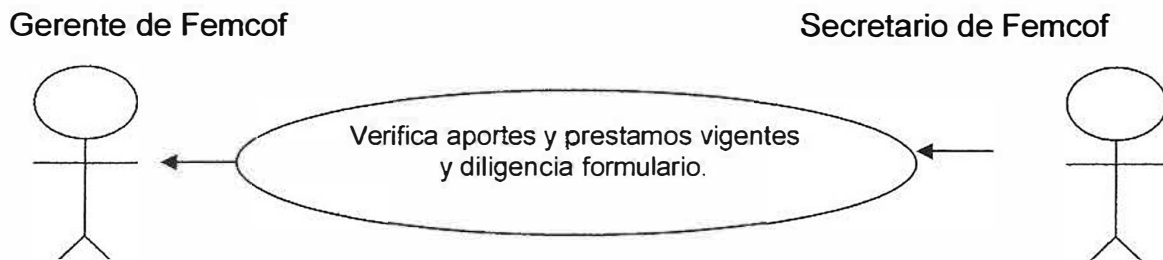 Gerente de Femcof
Secretario de Femcof
Verifica aportes y prestamos vigentes
y diligencia formulario.